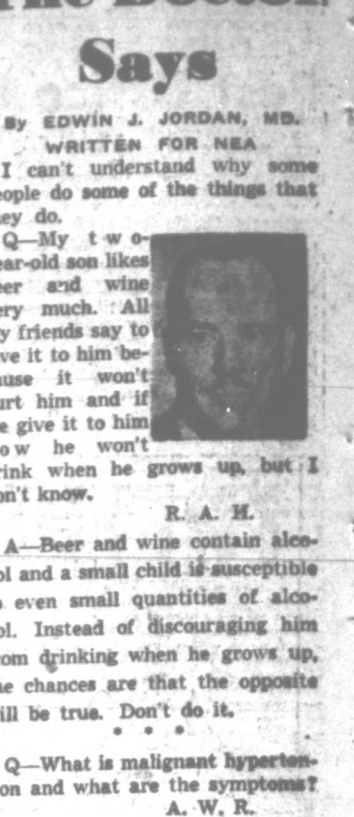 The Doctor
Says
By EDWIN J. JORDAN, MD.
WRITTEN FOR NEA
I can't understand why some
eople do some of the things that
ey do.
Q—My two-
ear-old son likes
eer and wine
ery much. All
y friends say to
ve it to him be-
ause it won't
urt him and if
e give it to him
ow he won't
rink when he grows up, but I
on't know.
R. A. H.
A—Beer and wine contain alco-
ol and a small child is susceptible
o even small quantities of alco-
ol. Instead of discouraging him
rom drinking when he grows up,
he chances are that the opposite
ill be true. Don't do it.
* * *
Q—What is malignant hyperten-
ion and what are the symptoms?
A. W. R.